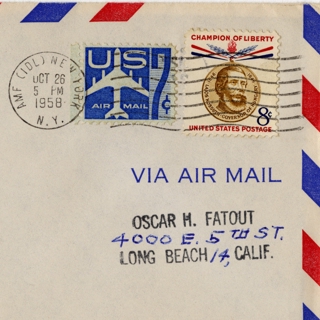 AMF (IDL) NEW YORK
OCT 26
5 PM
1958
N.Y.
US
AIR MAIL
7¢
CHAMPION OF LIBERTY
8¢
UNITED STATES POSTAGE
VIA AIR MAIL
OSCAR H. FATOUT
4000 E. 5TH ST.
LONG BEACH 14, CALIF.